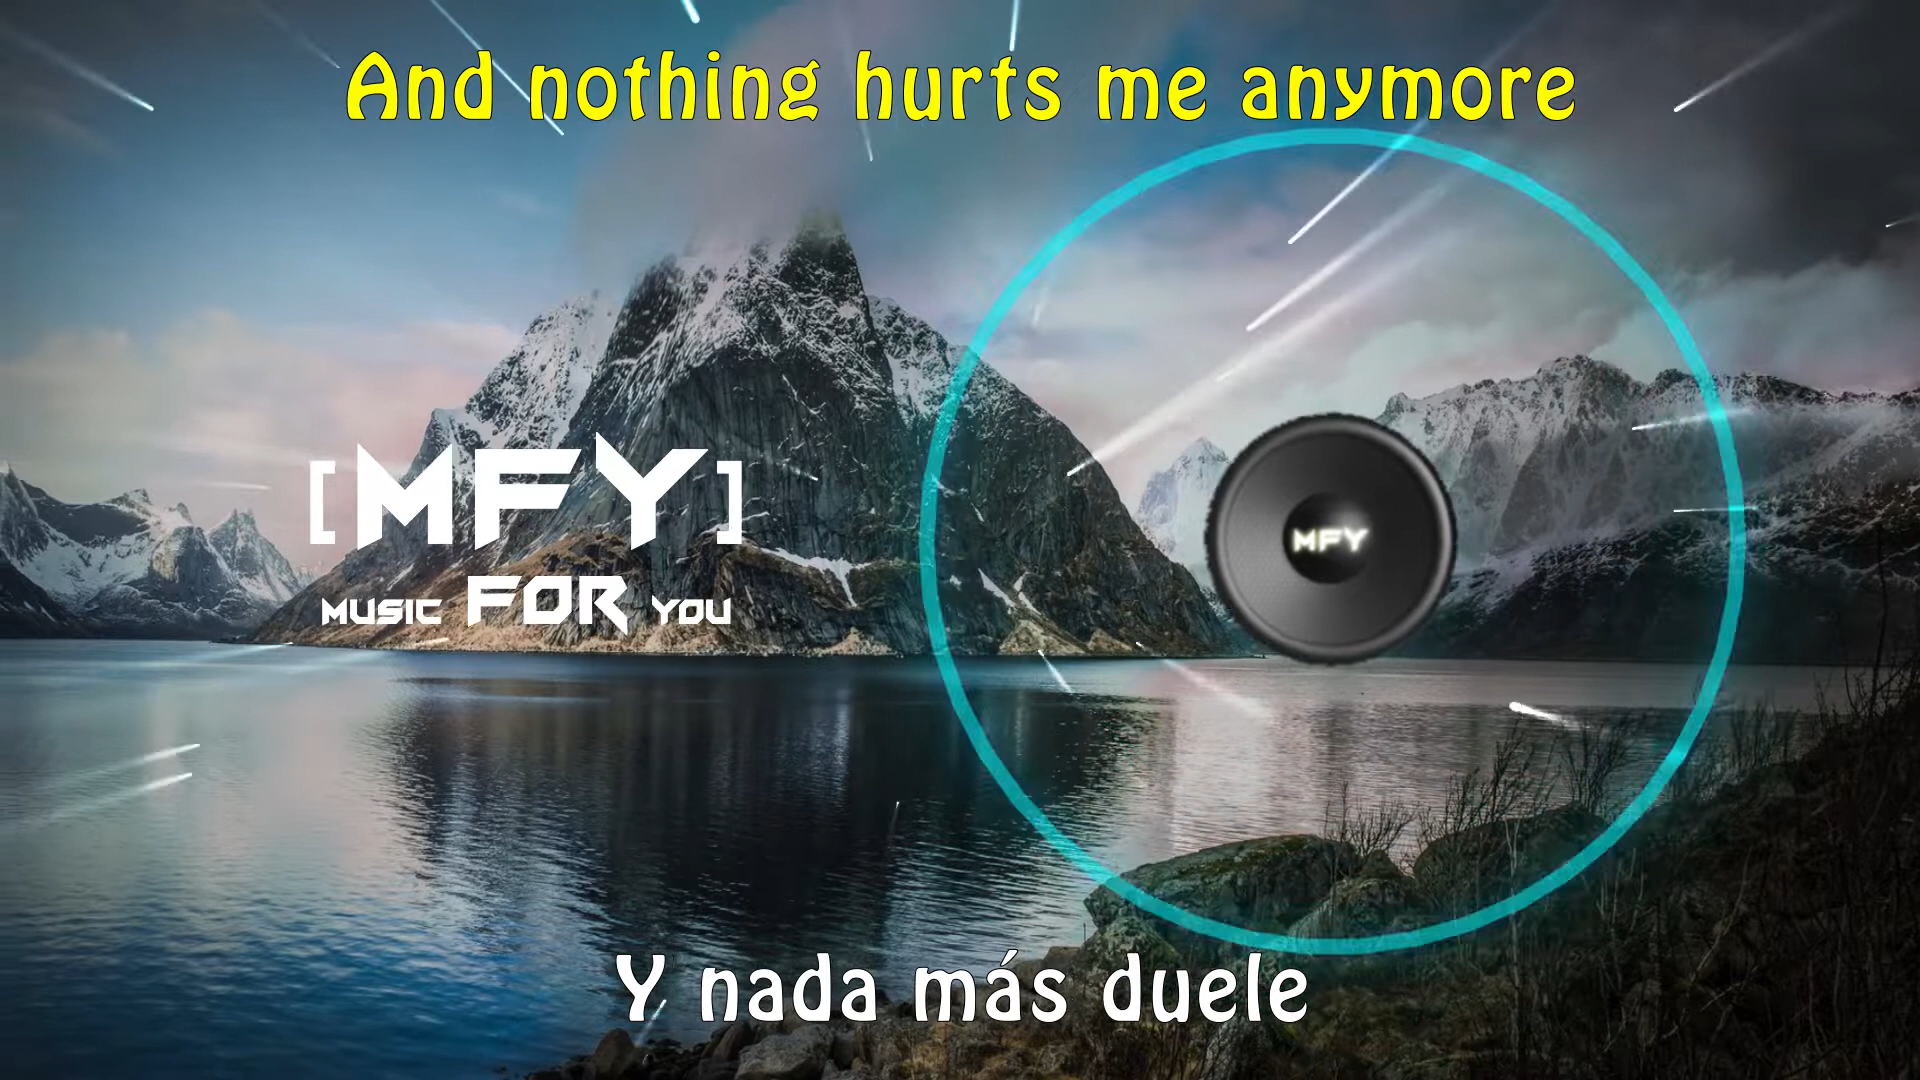 And nothing hurts me anymore
[MFY]
MUSIC FOR YOU
MFY
Y nada más duele